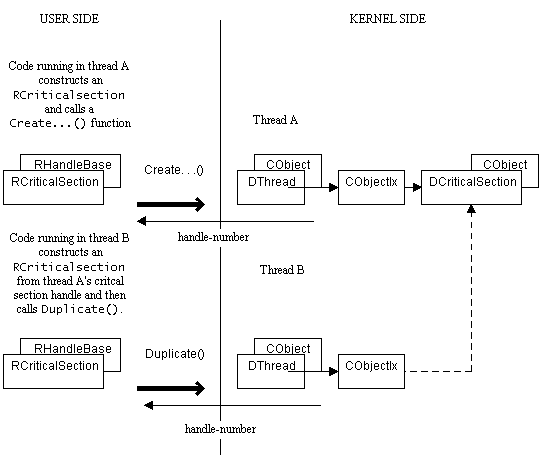 USER SIDE
KERNEL SIDE
Code running in thread A
constructs an
RCriticalsection
and calls a
Create...() function
Thread A
RHandleBase
RCriticalSection
Create...()
CObject
DThread
CObjectIx
CObject
DCriticalSection
handle-number
Code running in thread B
constructs an
RCriticalsection
from thread A's critcal
section handle and then
calls Duplicate().
Thread B
RHandleBase
RCriticalSection
Duplicate()
CObject
DThread
CObjectIx
handle-number